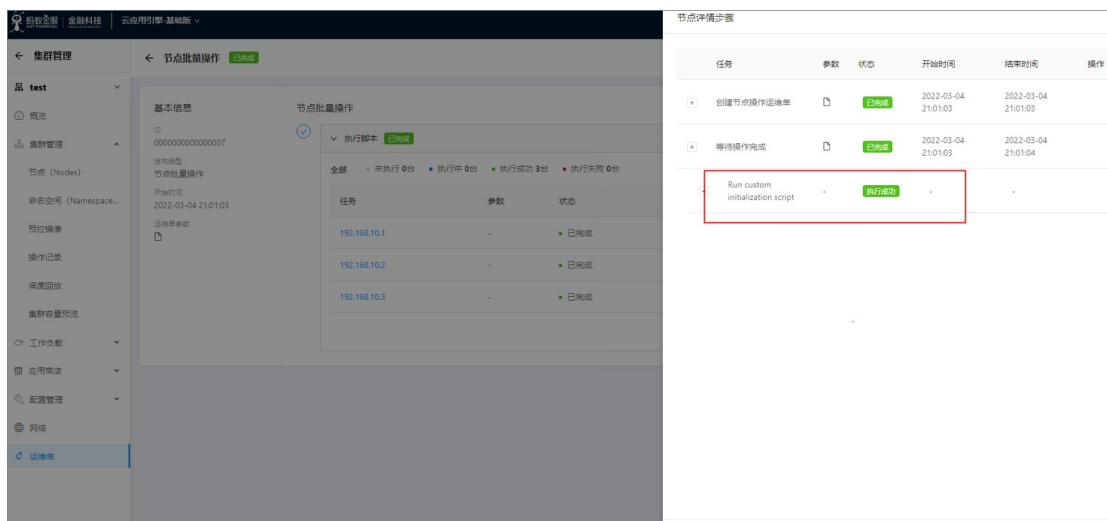 蚂蚁金服 金融科技 云应用引擎-基础版
ANT FINANCIAL
集群管理
test
概览
集群管理
节点（Nodes）
非名空间（Namespace...
预拉镜像
操作记录
调度回放
集群容量预览
工作负载
应用商店
配置管理
网络
运维单
节点批量操作 已完成
基本信息
ID
0000000000000007
发布类型
节点批量操作
开始时间
2022-03-04 21:01:03
运维单参数
节点批量操作
执行脚本 已完成
全部 未执行 0台 执行中 0台 执行成功 3台 执行失败 0台
任务 参数 状态
192.168.10.1 - 已完成
192.168.10.2 - 已完成
192.168.10.3 - 已完成
节点详情步骤
任务 参数 状态 开始时间 结束时间 操作
创建节点操作运维单 已完成 2022-03-04 21:01:03 2022-03-04 21:01:03
等待操作完成 已完成 2022-03-04 21:01:03 2022-03-04 21:01:04
Run custom initialization script - 执行成功 - -